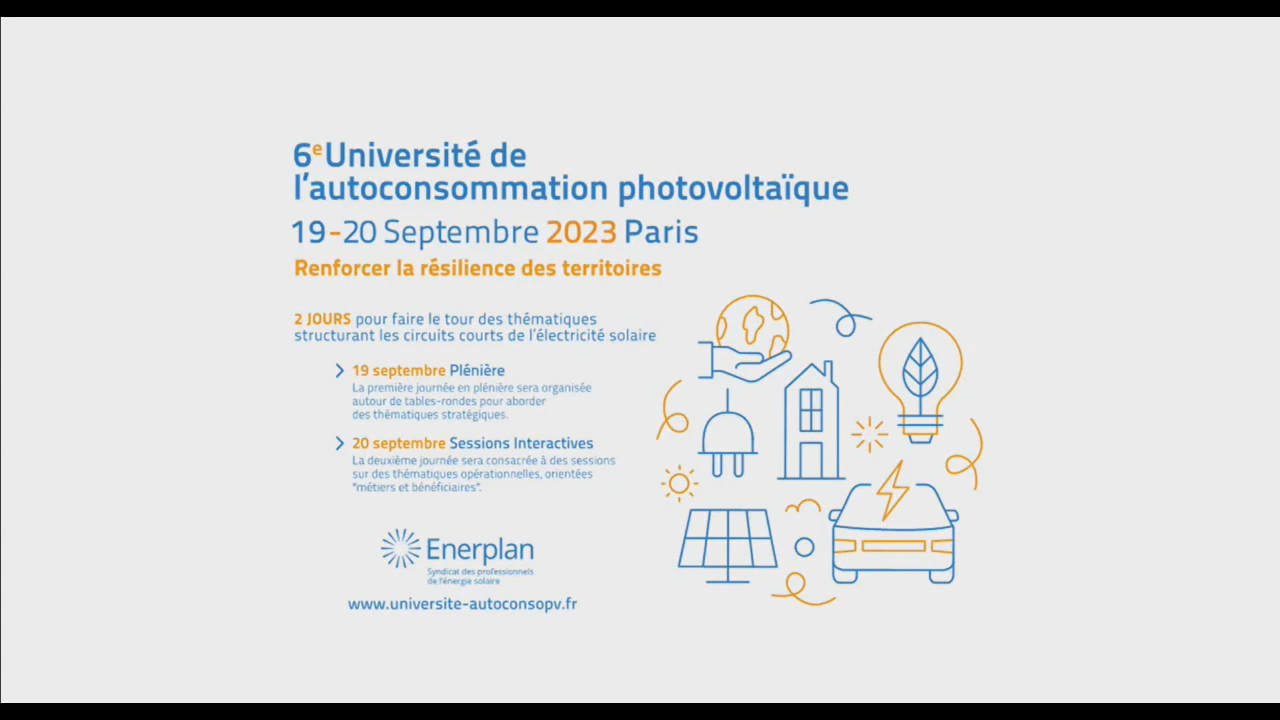 6e Université de
l'autoconsommation photovoltaïque
19-20 Septembre 2023 Paris
Renforcer la résilience des territoires
2 JOURS pour faire le tour des thématiques
structurant les circuits courts de l'électricité solaire
19 septembre Plénière
La première journée en plénière sera organisée
autour de tables-rondes pour aborder
des thématiques stratégiques.
20 septembre Sessions Interactives
La deuxième journée sera consacrée à des sessions
sur des thématiques opérationnelles, orientées
"métiers et bénéficiaires".
Enerplan
Syndicat des professionnels
de l'énergie solaire
www.universite-autoconsopv.fr